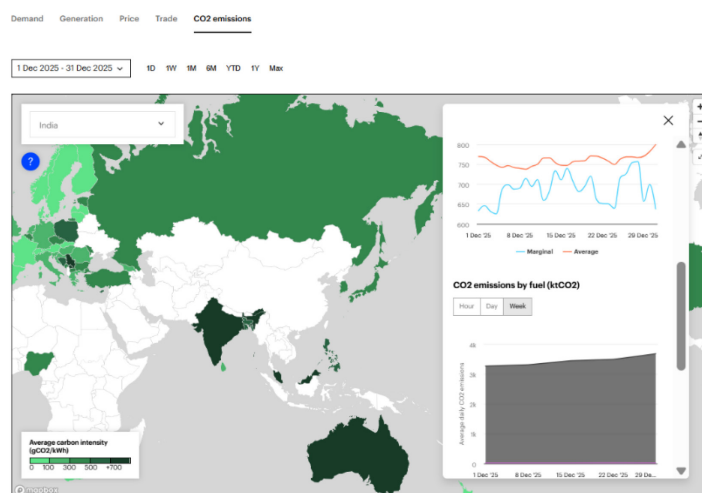 Demand Generation Price Trade CO2 emissions
1 Dec 2025 - 31 Dec 2025 1D 1W 1M 6M YTD 1Y Max
India
?
800
750
700
650
600
1 Dec '25 8 Dec '25 15 Dec '25 22 Dec '25 29 Dec '25
Marginal Average
CO2 emissions by fuel (ktCO2)
Hour Day Week
Average daily CO2 emissions
4k
3k
2k
1k
0
1 Dec '25 8 Dec '25 15 Dec '25 22 Dec '25 29 De...
Average carbon intensity
(gCO2/kWh)
0 100 300 500 +700
mapbox